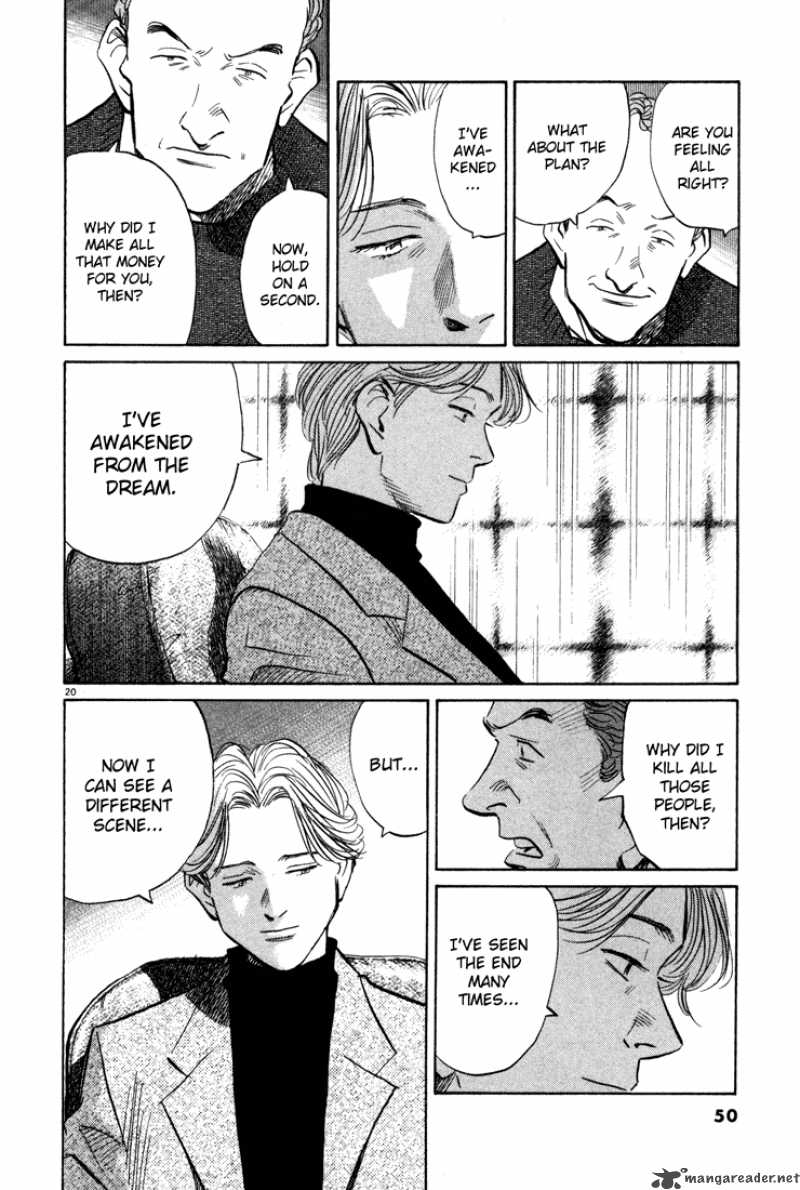 ARE YOU
FEELING
ALL
RIGHT?
WHAT
ABOUT THE
PLAN?
I'VE
AWA-
KENED
...
NOW,
HOLD
ON A
SECOND.
WHY DID I
MAKE ALL
THAT MONEY
FOR YOU,
THEN?
I'VE
AWAKENED
FROM THE
DREAM.
20
WHY DID I
KILL ALL
THOSE
PEOPLE,
THEN?
I'VE SEEN
THE END
MANY
TIMES...
BUT...
NOW I
CAN SEE A
DIFFERENT
SCENE...
50
mangareader.net